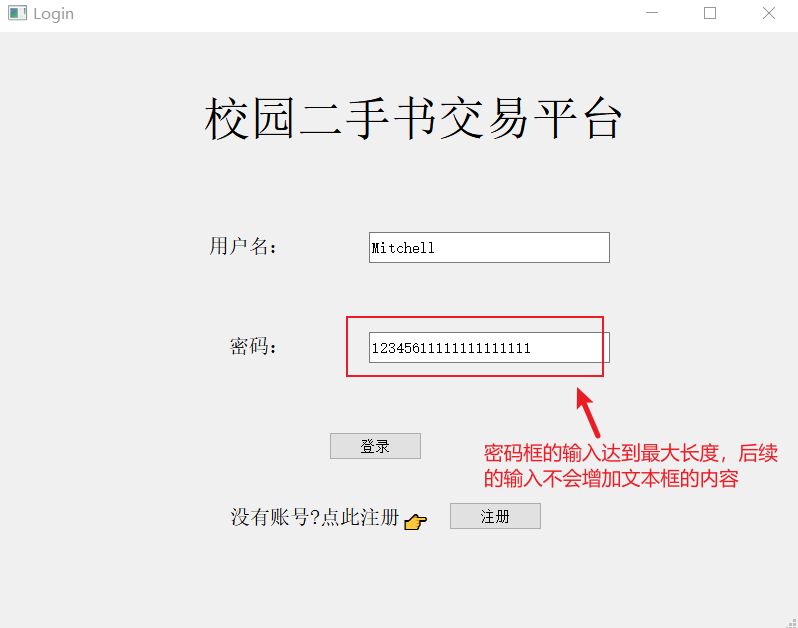 Login
校园二手书交易平台
用户名：
Mitchell
密码：
12345611111111111111
登录
密码框的输入达到最大长度，后续
的输入不会增加文本框的内容
没有账号?点此注册👉
注册